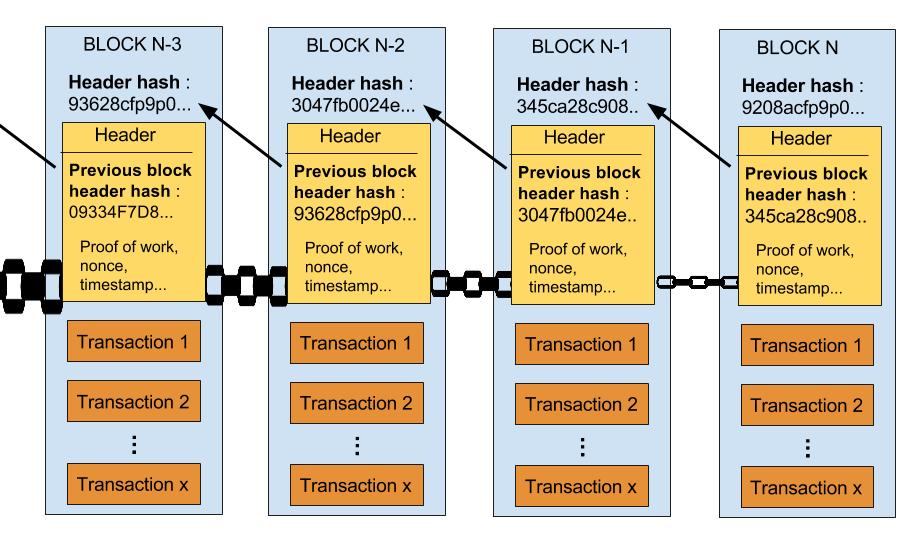 BLOCK N-3
Header hash :
93628cfp9p0...
Header
Previous block
header hash :
09334F7D8...
Proof of work,
nonce,
timestamp...
Transaction 1
Transaction 2
⋮
Transaction x
BLOCK N-2
Header hash :
3047fb0024e...
Header
Previous block
header hash :
93628cfp9p0...
Proof of work,
nonce,
timestamp...
Transaction 1
Transaction 2
⋮
Transaction x
BLOCK N-1
Header hash :
345ca28c908..
Header
Previous block
header hash :
3047fb0024e..
Proof of work,
nonce,
timestamp...
Transaction 1
Transaction 2
⋮
Transaction x
BLOCK N
Header hash :
9208acfp9p0...
Header
Previous block
header hash :
345ca28c908..
Proof of work,
nonce,
timestamp...
Transaction 1
Transaction 2
⋮
Transaction x